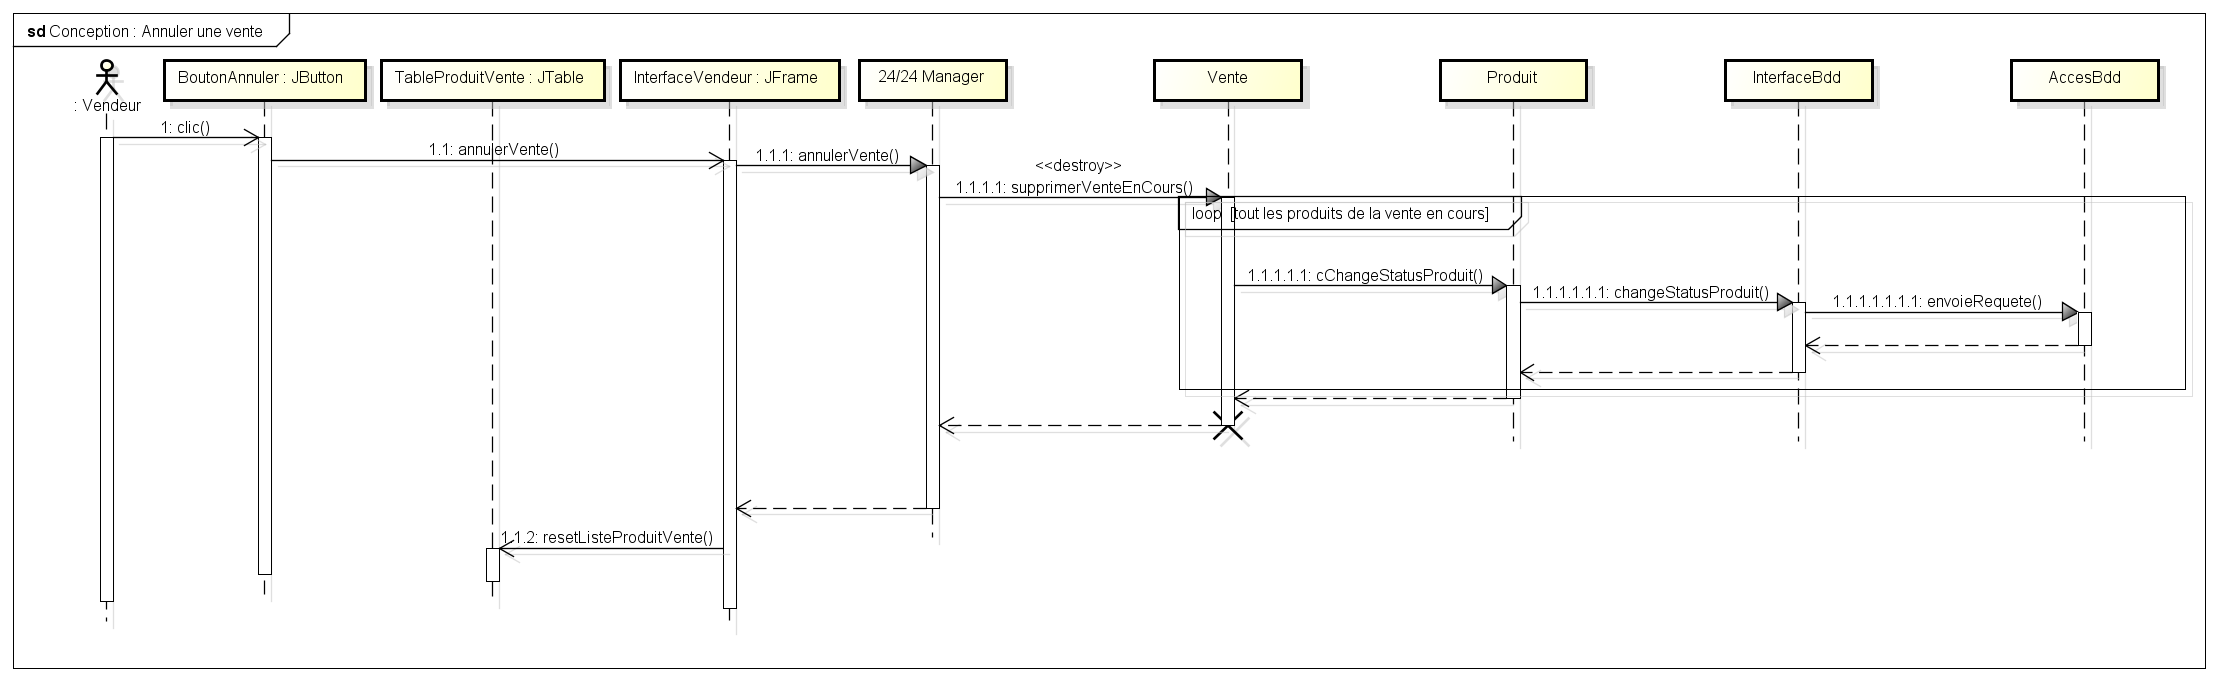 sd Conception : Annuler une vente
: Vendeur
BoutonAnnuler : JButton
TableProduitVente : JTable
InterfaceVendeur : JFrame
24/24 Manager
Vente
Produit
InterfaceBdd
AccesBdd
1: clic()
1.1: annulerVente()
1.1.1: annulerVente()
<<destroy>>
1.1.1.1: supprimerVenteEnCours()
loop [tout les produits de la vente en cours]
1.1.1.1.1: cChangeStatusProduit()
1.1.1.1.1.1: changeStatusProduit()
1.1.1.1.1.1.1: envoieRequete()
1.1.2: resetListeProduitVente()